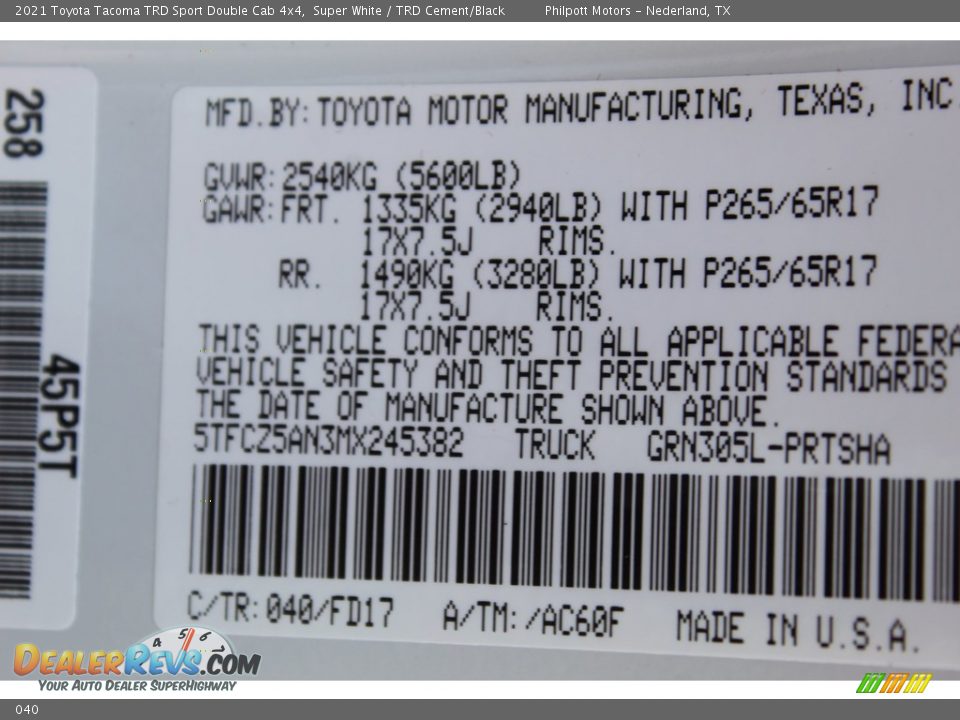 2021 Toyota Tacoma TRD Sport Double Cab 4x4, Super White / TRD Cement/Black Philpott Motors - Nederland, TX
258
45P5T
MFD.BY: TOYOTA MOTOR MANUFACTURING, TEXAS, INC.
GVWR: 2540KG (5600LB)
GAWR: FRT. 1335KG (2940LB) WITH P265/65R17
17X7.5J RIMS.
RR. 1490KG (3280LB) WITH P265/65R17
17X7.5J RIMS.
THIS VEHICLE CONFORMS TO ALL APPLICABLE FEDERA
VEHICLE SAFETY AND THEFT PREVENTION STANDARDS
THE DATE OF MANUFACTURE SHOWN ABOVE.
5TFCZ5AN3MX245382 TRUCK GRN305L-PRTSHA
C/TR: 040/FD17 A/TM: /AC60F MADE IN U.S.A.
4 5 6
DEALERREVS.COM
YOUR AUTO DEALER SUPERHIGHWAY
040